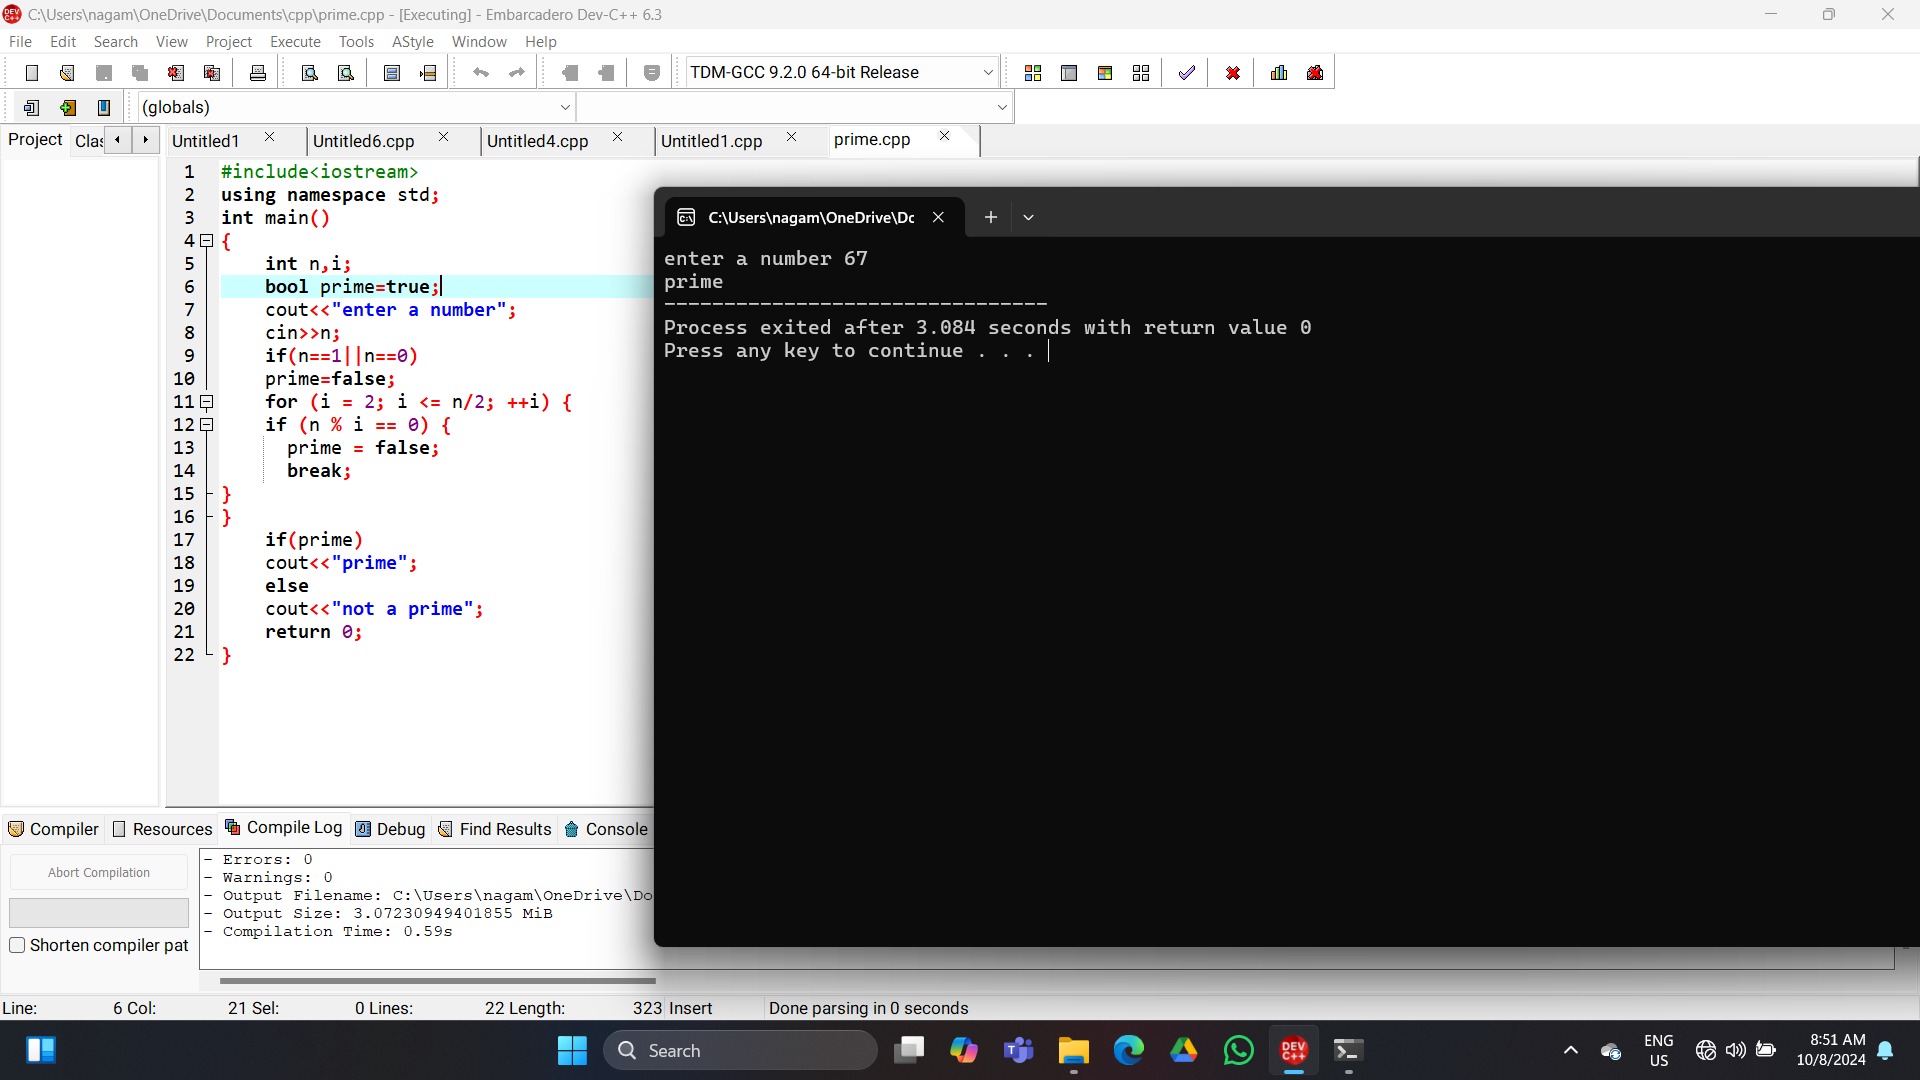 C:\Users\nagam\OneDrive\Documents\cpp\prime.cpp - [Executing] - Embarcadero Dev-C++ 6.3
File Edit Search View Project Execute Tools AStyle Window Help
TDM-GCC 9.2.0 64-bit Release
(globals)
Project Clas Untitled1 Untitled6.cpp Untitled4.cpp Untitled1.cpp prime.cpp
1 #include<iostream>
2 using namespace std;
3 int main()
4 {
5 int n,i;
6 bool prime=true;
7 cout<<"enter a number";
8 cin>>n;
9 if(n==1||n==0)
10 prime=false;
11 for (i = 2; i <= n/2; ++i) {
12 if (n % i == 0) {
13 prime = false;
14 break;
15 }
16 }
17 if(prime)
18 cout<<"prime";
19 else
20 cout<<"not a prime";
21 return 0;
22 }
C:\Users\nagam\OneDrive\Dc
enter a number 67
prime
--------------------------------
Process exited after 3.084 seconds with return value 0
Press any key to continue . . .
Compiler Resources Compile Log Debug Find Results Console
Abort Compilation
Shorten compiler pat
- Errors: 0
- Warnings: 0
- Output Filename: C:\Users\nagam\OneDrive\Do
- Output Size: 3.07230949401855 MiB
- Compilation Time: 0.59s
Line: 6 Col: 21 Sel: 0 Lines: 22 Length: 323 Insert Done parsing in 0 seconds
Search
DEV C++
ENG
US
8:51 AM
10/8/2024